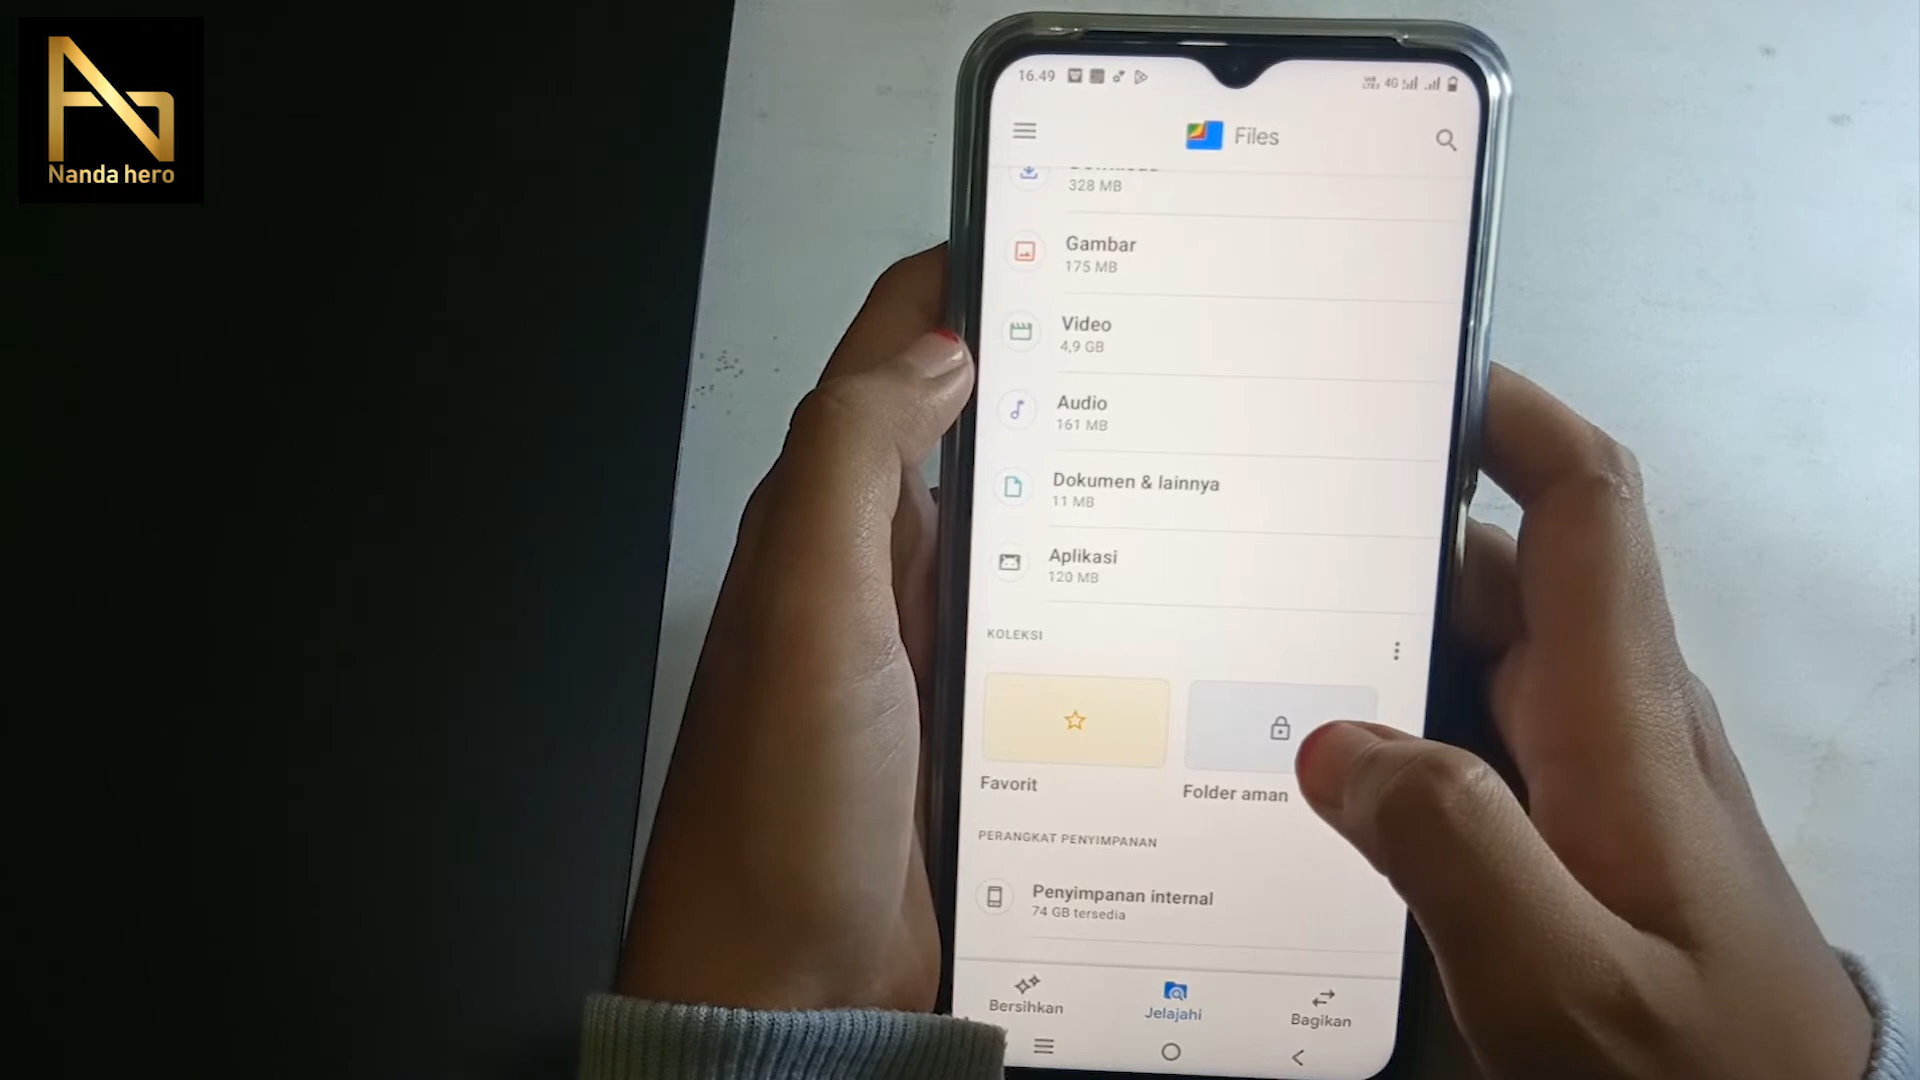 Nanda hero
16.49
4G
Files
328 MB
Gambar
175 MB
Video
4,9 GB
Audio
161 MB
Dokumen & lainnya
11 MB
Aplikasi
120 MB
KOLEKSI
Favorit
Folder aman
PERANGKAT PENYIMPANAN
Penyimpanan internal
74 GB tersedia
Bersihkan
Jelajahi
Bagikan